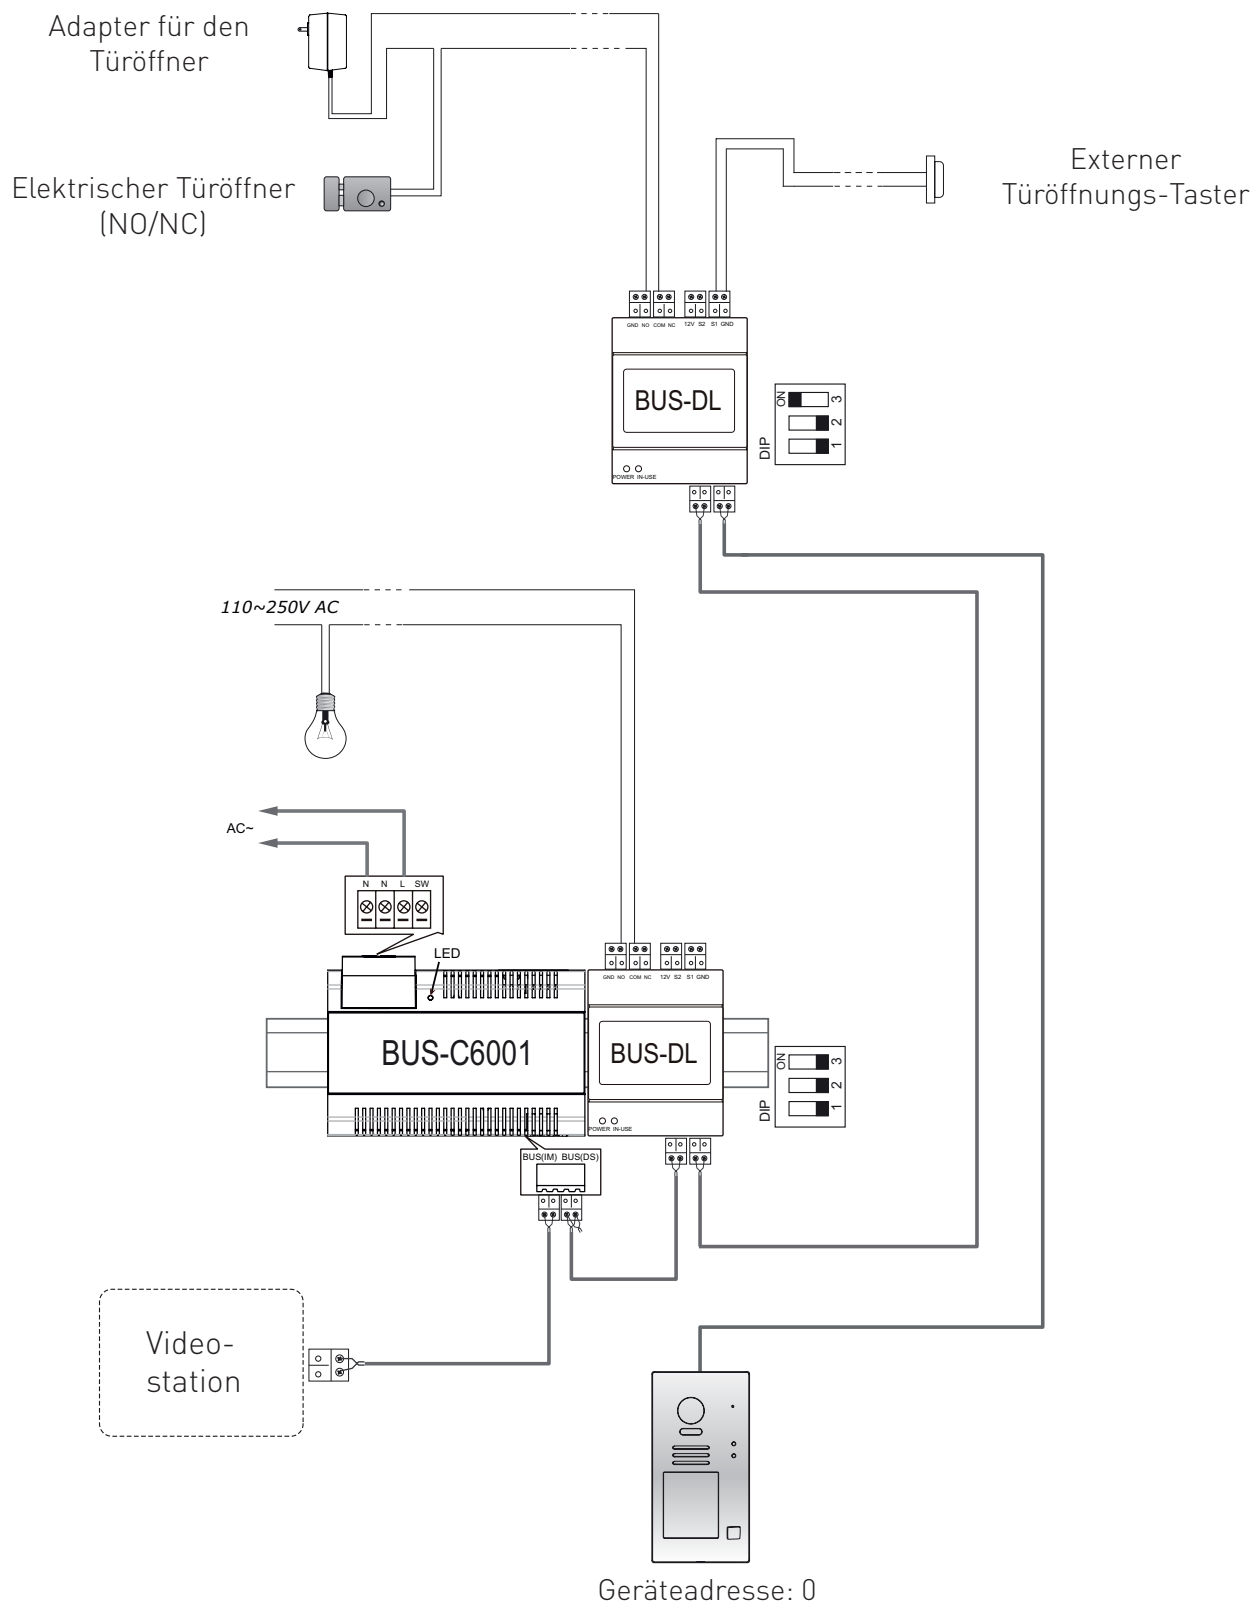 Adapter für den
Türöffner
Elektrischer Türöffner
(NO/NC)
Externer
Türöffnungs-Taster
GND NO COM NC 12V S2 S1 GND
BUS-DL
POWER IN-USE
ON
DIP
1 2 3
110~250V AC
AC~
N N L SW
LED
BUS-C6001
GND NO COM NC 12V S2 S1 GND
BUS-DL
POWER IN-USE
ON
DIP
1 2 3
BUS(IM) BUS(DS)
Video-
station
Geräteadresse: 0